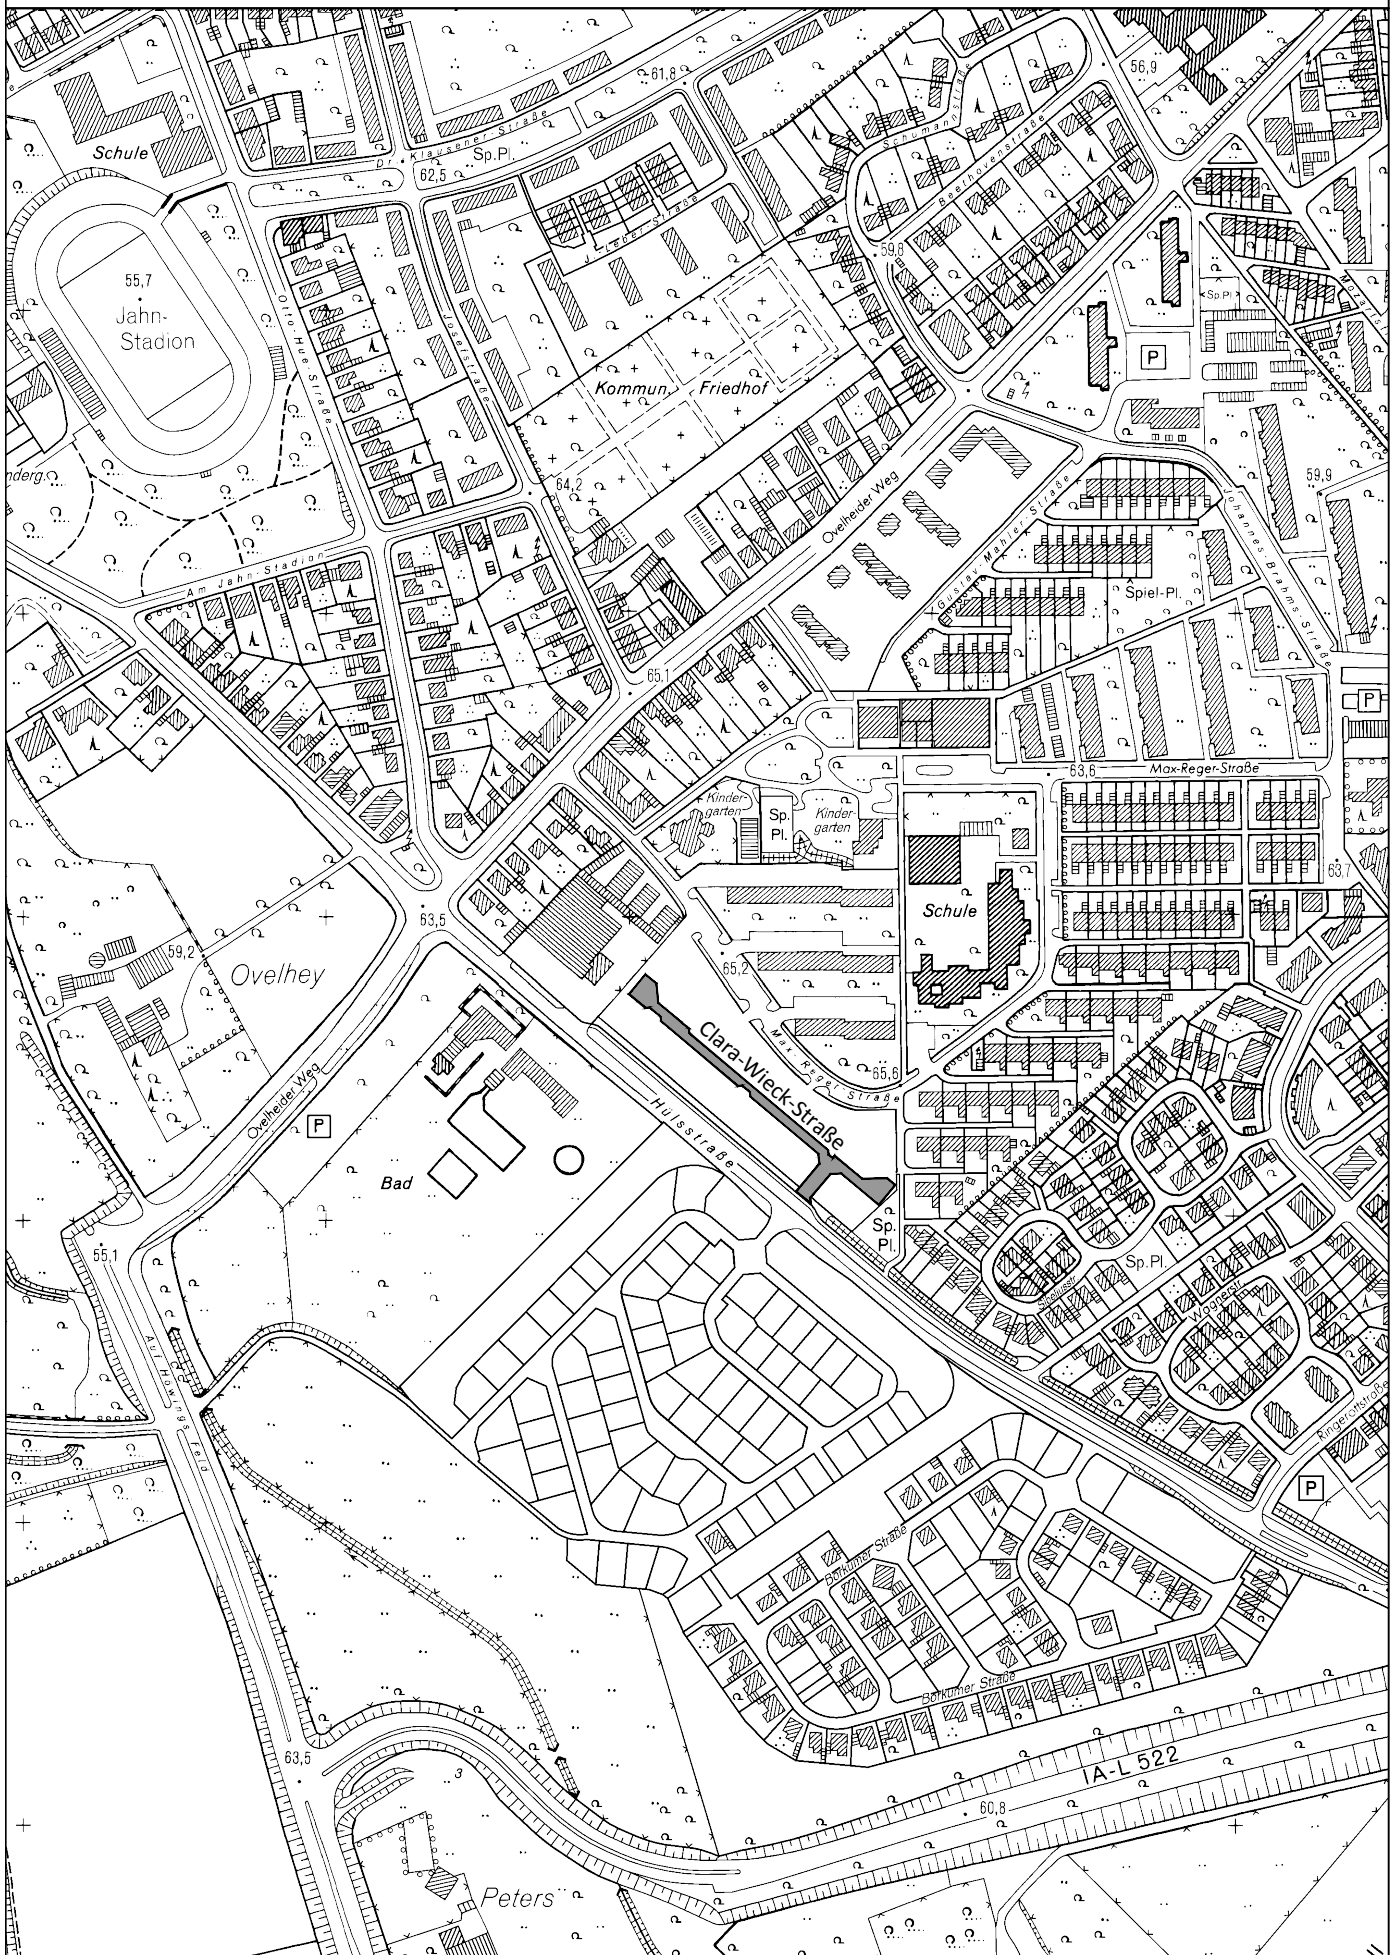 56,9
61,8
Schumannstraße
Beethovenstraße
Schule
Dr.-Klausener-Straße
Sp.Pl.
62,5
J.-Leber-Straße
59,8
55,7
Jahn-
Stadion
Sp.Pl.
Otto-Hue-Straße
Josefstraße
P
Kommun. Friedhof
64,2
59,9
Ovelheider Weg
Gustav-Mahler-Straße
Johannes-Brahms-Straße
Am Jahn-Stadion
Spiel-Pl.
65,1
P
63,6
Max-Reger-Straße
Kinder-
garten
Sp.
Pl.
Kinder-
garten
63,7
Schule
63,5
59,2
Ovelhey
65,2
Clara-Wieck-Straße
Max-Reger-Straße
65,6
Ovelheider Weg
P
Hülsstraße
Bad
Sp.
Pl.
55,1
Sp.Pl.
Sibeliusstr.
Wagnerstr.
Auf Höwings Feld
Ringerottstraße
P
Borkumer Straße
Borkumer Straße
63,5
3
IA-L 522
60,8
Peters